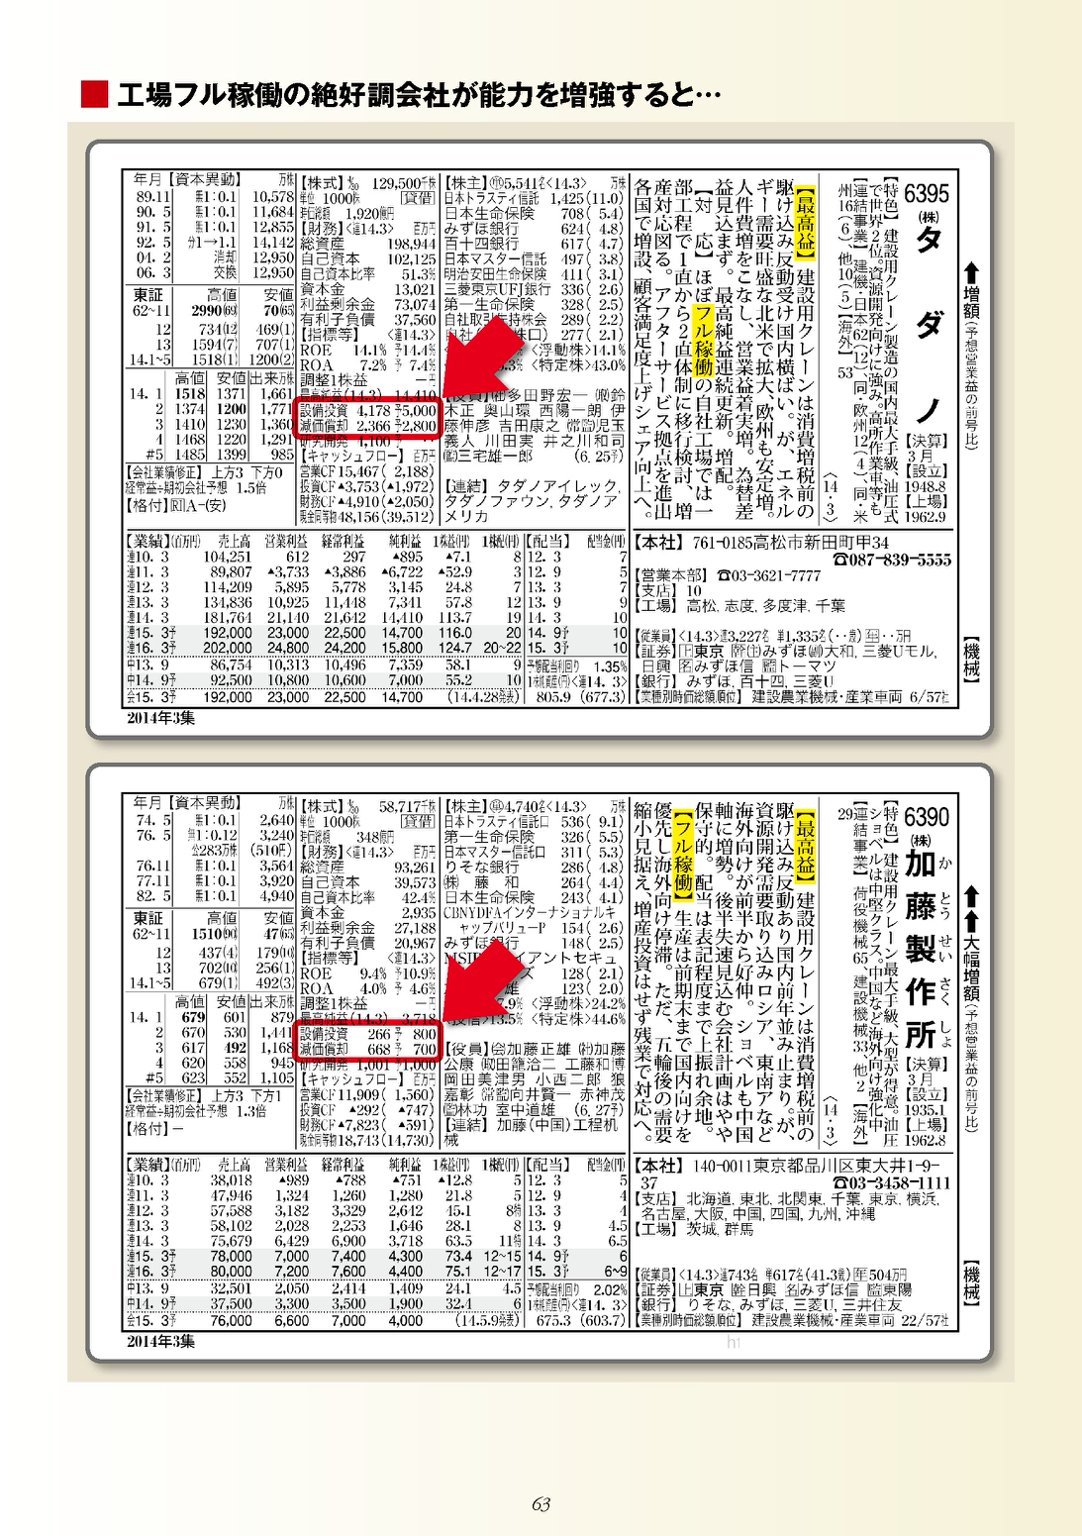 工場フル稼働の絶好調会社が能力を増強すると…
6395
(株)タダノ
【決算】
3月
【設立】
1948.8
【上場】
1962.9
増額(予想営業益の前号比)
【機械】
【特色】建設用クレーン製造の国内最大手級、油圧式
で世界2位。資源開発向けに強み。高所作業車等も
【連結事業】建機・日本62(12)、同・欧州12(4)、同・米
州16(6)、他10(5)【海外】53
〈14・3〉
【最高益】建設用クレーンは消費増税前の
駆け込み反動受け国内横ばい。が、エネル
ギー需要旺盛な北米で拡大、欧州も安定増。
人件費増をこなし、営業益着実増。為替差
益見込まず。最高純益連続更新。増配。
【対応】ほぼフル稼働の自社工場では一
部工程で1直から2直体制に移行検討、増
産対応図る。アフターサービス拠点を進出
各国で増設、顧客満足度上げシェア向上へ。
年月【資本異動】万株
89.11 無1:0.1 10,578
90. 5 無1:0.1 11,684
91. 5 無1:0.1 12,855
92. 5 分1→1.1 14,142
04. 2 消却 12,950
06. 3 交換 12,950
東証 高値 安値
62~11 2990(69) 70(65)
12 734(12) 469(1)
13 1594(7) 707(1)
14.1~5 1518(1) 1200(2)
高値 安値 出来万株
14. 1 1518 1371 1,661
2 1374 1200 1,771
3 1410 1230 1,360
4 1468 1220 1,291
#5 1485 1399 985
【会社業績修正】上方3 下方0
経常益÷期初会社予想 1.5倍
【格付】A-(安)
【株式】129,500千株
単位 1000株 貸借
時価総額 1,920億円
【財務】〈連14.3〉百万円
総資産 198,944
自己資本 102,125
自己資本比率 51.3%
資本金 13,021
利益剰余金 73,074
有利子負債 37,560
【指標等】〈連14.3〉
ROE 14.1% 予14.4%
ROA 7.2% 予 7.4%
調整1株益 ―円
最高純益(14.3) 14,410
設備投資 4,178 予5,000
減価償却 2,366 予2,800
研究開発 4,100 予 ‥
【キャッシュフロー】百万円
営業CF 15,467( 2,188)
投資CF▲3,753(▲1,972)
財務CF▲4,910(▲2,050)
現金同等物48,156(39,512)
【株主】5,541名〈14.3〉万株
日本トラスティ信託 1,425(11.0)
日本生命保険 708( 5.4)
みずほ銀行 624( 4.8)
百十四銀行 617( 4.7)
日本マスター信託 497( 3.8)
明治安田生命保険 411( 3.1)
三菱東京UFJ銀行 336( 2.6)
第一生命保険 328( 2.5)
自社取引先持株会 289( 2.2)
277( 2.1)
〈浮動株〉14.1%
〈特定株〉43.0%
多田野宏一 鈴
木正 奥山環 西陽一朗 伊
藤伸彦 吉田康之 児玉
義人 川田実 井之川和司
三宅雄一郎 (6.25予)
【連結】タダノアイレック,
タダノファウン, タダノア
メリカ
【業績】(百万円) 売上高 営業利益 経常利益 純利益 1株益(円) 1株配(円)
連10. 3 104,251 612 297 ▲895 ▲7.1 8
連11. 3 89,807 ▲3,733 ▲3,886 ▲6,722 ▲52.9 3
連12. 3 114,209 5,895 5,778 3,145 24.8 7
連13. 3 134,836 10,925 11,448 7,341 57.8 12
連14. 3 181,764 21,140 21,642 14,410 113.7 19
連15. 3予 192,000 23,000 22,500 14,700 116.0 20
連16. 3予 202,000 24,800 24,200 15,800 124.7 20~22
中13. 9 86,754 10,313 10,496 7,359 58.1 9
中14. 9予 92,500 10,800 10,600 7,000 55.2 10
会15. 3予 192,000 23,000 22,500 14,700 (14.4.28発表)
【配当】 配当金(円)
12. 3 7
12. 9 5
13. 3 7
13. 9 9
14. 3 10
14. 9予 10
15. 3予 10
予想配当利回り 1.35%
1株純資産(円)〈連14. 3〉
805.9 (677.3)
【本社】761-0185高松市新田町甲34
☎087-839-5555
【営業本部】☎03-3621-7777
【支店】10
【工場】高松, 志度, 多度津, 千葉
【従業員】〈14.3〉連3,227名 単1,335名(‥歳) 年‥万円
【証券】上東京 幹(主)みずほ(副)大和, 三菱Uモル,
日興 名みずほ信 監トーマツ
【銀行】みずほ, 百十四, 三菱U
【業種別時価総額順位】建設農業機械・産業車両 6/57社
2014年3集
6390
(株)加藤製作所
かとうせいさくしょ
【決算】
3月
【設立】
1935.1
【上場】
1962.8
大幅増額(予想営業益の前号比)
【機械】
【特色】建設用クレーン最大手級、大型が得意。油圧
ショベルは中堅クラス。中国など海外向け強化中
【連結事業】荷役機械65、建設機械33、他2【海外】
29
〈14・3〉
【最高益】建設用クレーンは消費増税前の
駆け込み反動あり国内前年並み止まり。が、
資源開発需要取り込みロシア、東南アなど
海外向けが前半から好伸。ショベルも中国
軸に増勢。後半失速見込む会社計画はやや
保守的。配当は表記程度まで上振れ余地。
【フル稼働】生産は前期末まで国内向けを
優先し海外向け停滞。ただ、五輪後の需要
縮小見据え、増産投資はせず残業で対応へ。
年月【資本異動】万株
74. 5 無1:0.1 2,640
76. 5 無1:0.12 3,240
公283万株 (510円)
76.11 無1:0.1 3,564
77.11 無1:0.1 3,920
82. 5 無1:0.1 4,940
東証 高値 安値
62~11 1510(90) 47(65)
12 437(4) 179(10)
13 702(10) 256(1)
14.1~5 679(1) 492(3)
高値 安値 出来万株
14. 1 679 601 879
2 670 530 1,441
3 617 492 1,168
4 620 558 945
#5 623 552 1,105
【会社業績修正】上方3 下方1
経常益÷期初会社予想 1.3倍
【格付】―
【株式】58,717千株
単位 1000株 貸借
時価総額 348億円
【財務】〈連14.3〉百万円
総資産 93,261
自己資本 39,573
自己資本比率 42.4%
資本金 2,935
利益剰余金 27,188
有利子負債 20,967
【指標等】〈連14.3〉
ROE 9.4% 予10.9%
ROA 4.0% 予 4.6%
調整1株益 ―円
最高純益(14.3) 3,718
設備投資 266 予 800
減価償却 668 予 700
研究開発 1,001 予1,000
【キャッシュフロー】百万円
営業CF 11,909( 1,560)
投資CF ▲292( ▲747)
財務CF▲7,823( ▲591)
現金同等物18,743(14,730)
【株主】4,740名〈14.3〉万株
日本トラスティ信託口 536( 9.1)
第一生命保険 326( 5.5)
日本マスター信託口 311( 5.3)
りそな銀行 286( 4.8)
㈱藤和 264( 4.4)
日本生命保険 243( 4.1)
CBNYDFAインターナショナルキ
ャップバリューP 154( 2.6)
みずほ銀行 148( 2.5)
128( 2.1)
123( 2.0)
〈浮動株〉24.2%
〈投信〉13.5% 〈特定株〉44.6%
【役員】加藤正雄 加藤
公康 田籠浩二 工藤和博
岡田美津男 小西二郎 狼
嘉彰 向井賢一 赤神茂
林功 室中道雄 (6.27予)
【連結】加藤(中国)工程机
械
【業績】(百万円) 売上高 営業利益 経常利益 純利益 1株益(円) 1株配(円)
連10. 3 38,018 ▲989 ▲788 ▲751 ▲12.8 5
連11. 3 47,946 1,324 1,260 1,280 21.8 5
連12. 3 57,588 3,182 3,329 2,642 45.1 8特
連13. 3 58,102 2,028 2,253 1,646 28.1 8
連14. 3 75,679 6,429 6,900 3,718 63.5 11特
連15. 3予 78,000 7,000 7,400 4,300 73.4 12~15
連16. 3予 80,000 7,200 7,600 4,400 75.1 12~17
中13. 9 32,501 2,050 2,414 1,409 24.1 4.5
中14. 9予 37,500 3,300 3,500 1,900 32.4 6
会15. 3予 76,000 6,600 7,000 4,000 (14.5.9発表)
【配当】 配当金(円)
12. 3 5
12. 9 4
13. 3 4
13. 9 4.5
14. 3 6.5
14. 9予 6
15. 3予 6~9
予想配当利回り 2.02%
1株純資産(円)〈連14. 3〉
675.3 (603.7)
【本社】140-0011東京都品川区東大井1-9-
37 ☎03-3458-1111
【支店】北海道, 東北, 北関東, 千葉, 東京, 横浜,
名古屋, 大阪, 中国, 四国, 九州, 沖縄
【工場】茨城, 群馬
【従業員】〈14.3〉連743名 単617名(41.3歳) 年504万円
【証券】上東京 幹日興 名みずほ信 監東陽
【銀行】りそな, みずほ, 三菱U, 三井住友
【業種別時価総額順位】建設農業機械・産業車両 22/57社
2014年3集
63